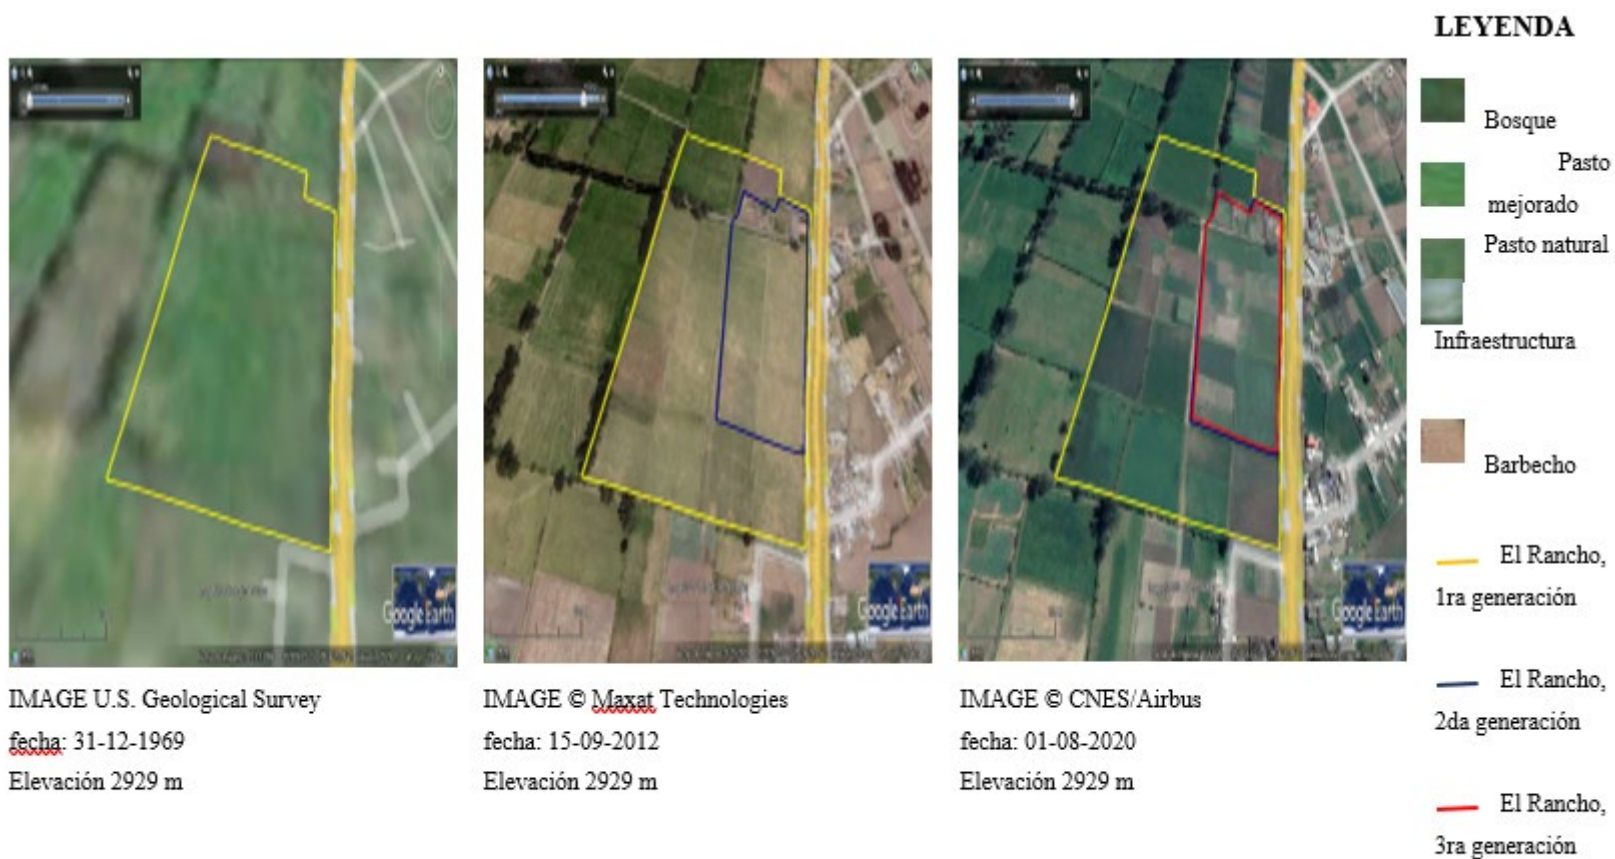 LEYENDA
Bosque
Pasto
mejorado
Pasto natural
Infraestructura
Barbecho
El Rancho,
1ra generación
El Rancho,
2da generación
El Rancho,
3ra generación
Google Earth
Google Earth
Google Earth
IMAGE U.S. Geological Survey
fecha: 31-12-1969
Elevación 2929 m
IMAGE © Maxat Technologies
fecha: 15-09-2012
Elevación 2929 m
IMAGE © CNES/Airbus
fecha: 01-08-2020
Elevación 2929 m